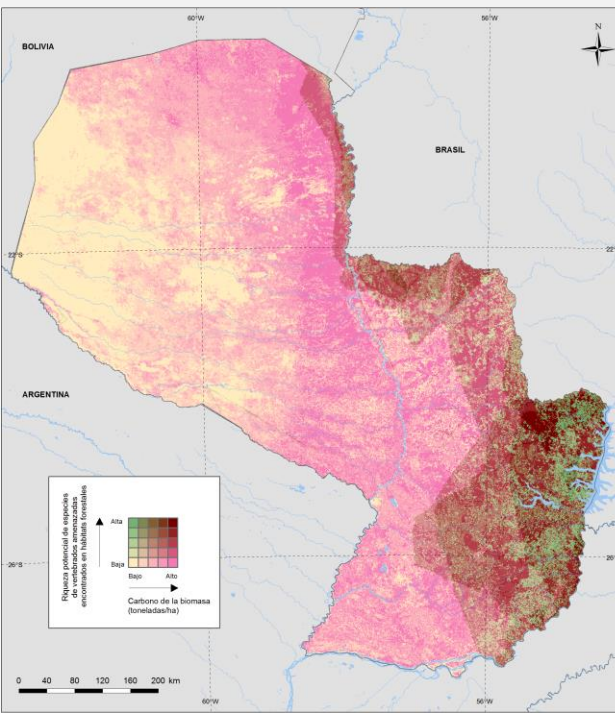 60°W
56°W
BOLIVIA
N
BRASIL
22°S
22°
ARGENTINA
Riqueza potencial de especies
de vertebrados amenazadas
encontrados en hábitats forestales
Alta
Baja
Bajo Alto
Carbono de la biomasa
(toneladas/ha)
26°S
26°
0 40 80 120 160 200 km
60°W
56°W